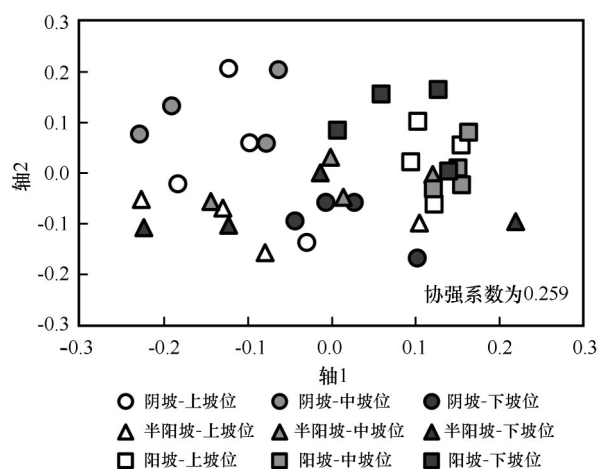 0.3
0.2
0.1
0.0
-0.1
-0.2
-0.3
轴2
协强系数为0.259
-0.3 -0.2 -0.1 0.0 0.1 0.2 0.3
轴1
阴坡-上坡位 阴坡-中坡位 阴坡-下坡位
半阳坡-上坡位 半阳坡-中坡位 半阳坡-下坡位
阳坡-上坡位 阳坡-中坡位 阳坡-下坡位